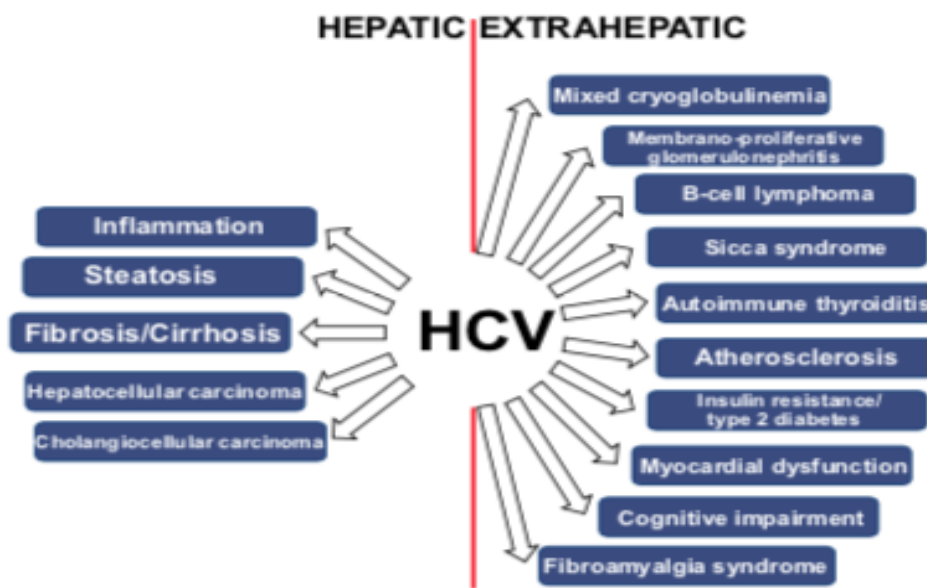 HEPATIC EXTRAHEPATIC
Inflammation
Steatosis
Fibrosis/Cirrhosis
Hepatocellular carcinoma
Cholangiocellular carcinoma
HCV
Mixed cryoglobulinemia
Membrano-proliferative
glomerulonephritis
B-cell lymphoma
Sicca syndrome
Autoimmune thyroiditis
Atherosclerosis
Insulin resistance/
type 2 diabetes
Myocardial dysfunction
Cognitive impairment
Fibroamyalgia syndrome